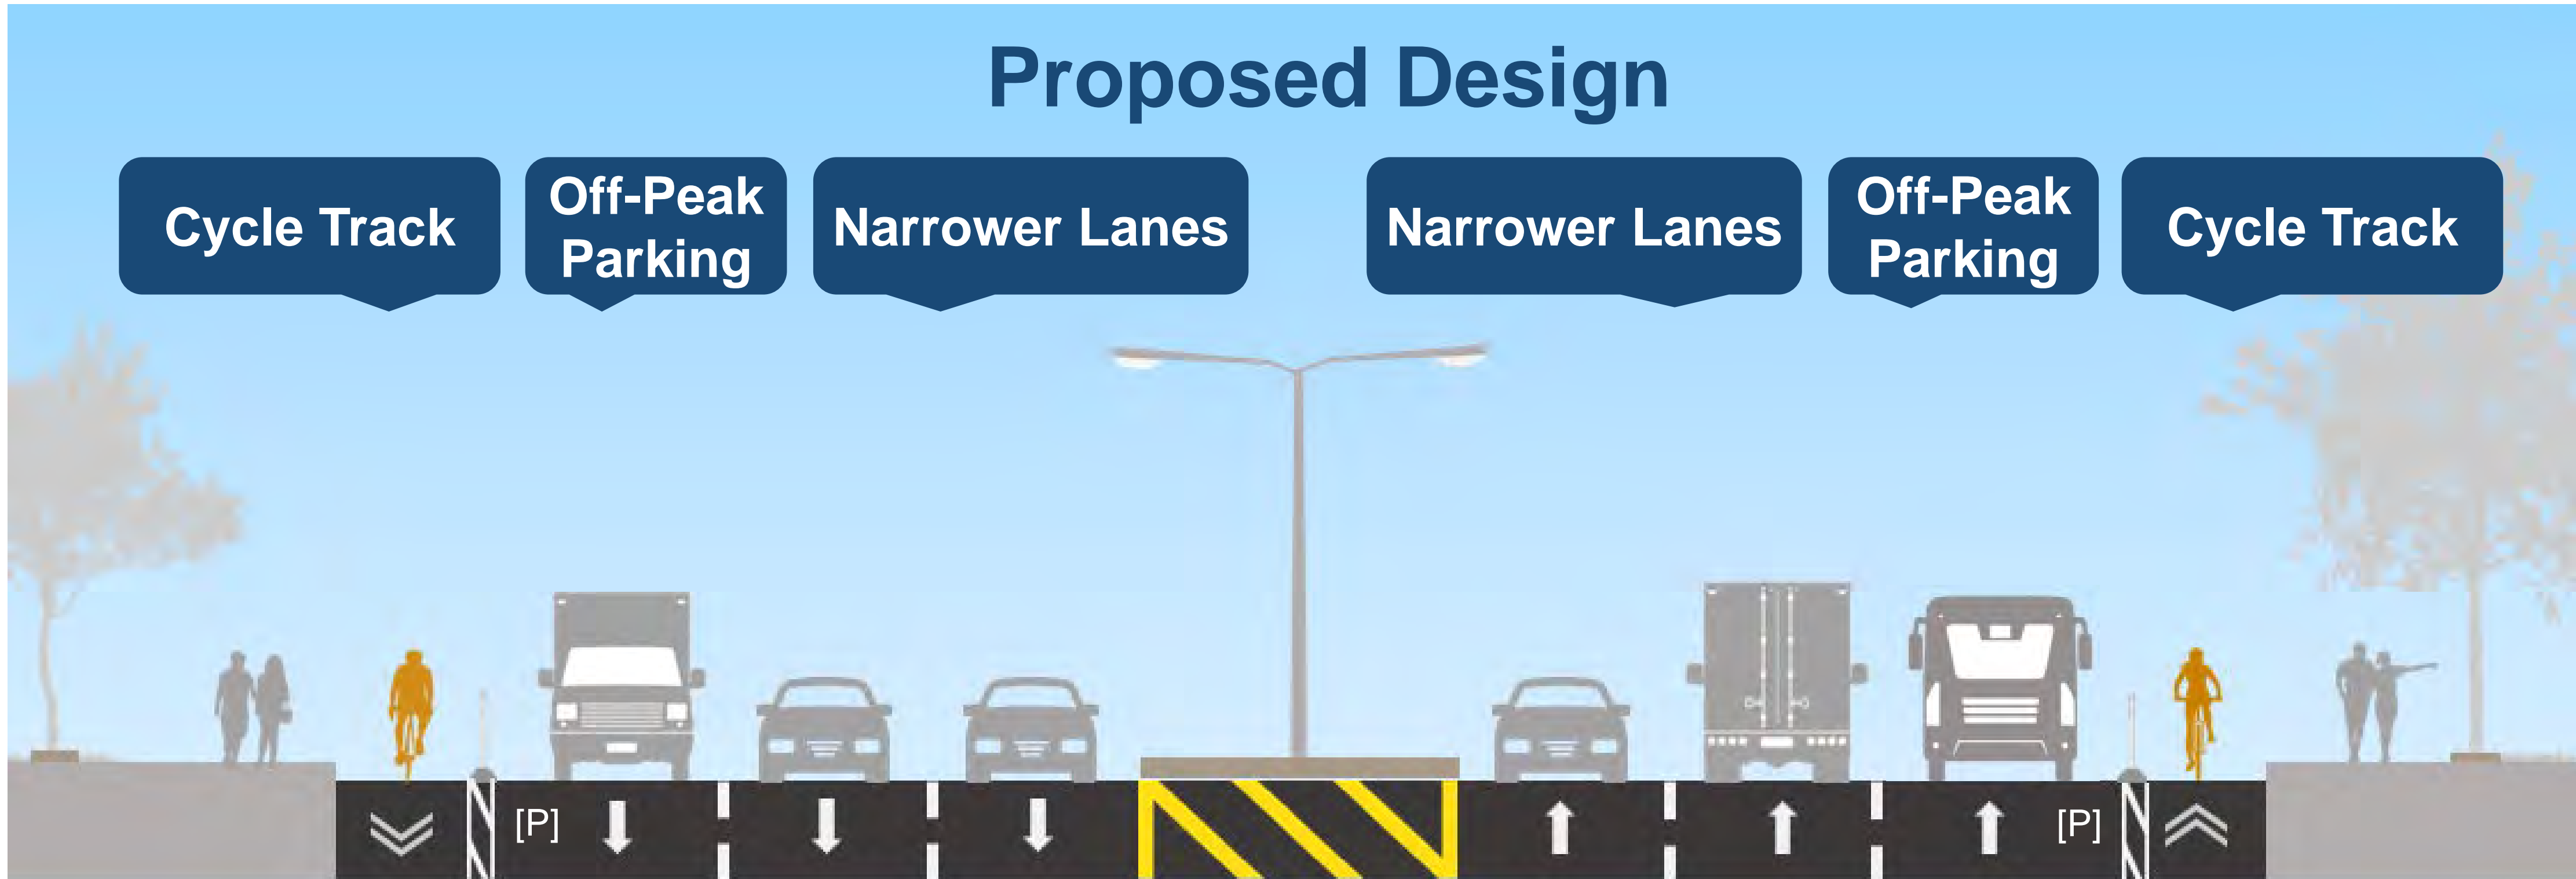 Proposed Design
Cycle Track
Off-Peak
Parking
Narrower Lanes
Narrower Lanes
Off-Peak
Parking
Cycle Track
[P]
[P]